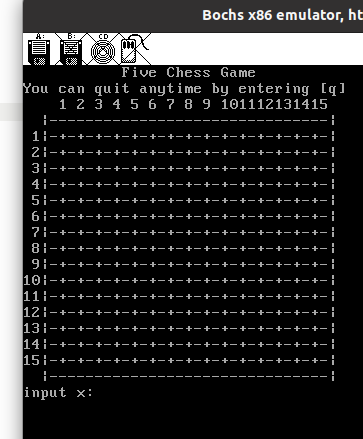 Bochs x86 emulator, ht
A: B: CD
Five Chess Game
You can quit anytime by entering [q]
1 2 3 4 5 6 7 8 9 101112131415
|-------------------------------|
1|-+-+-+-+-+-+-+-+-+-+-+-+-+-+-+-|
2|-+-+-+-+-+-+-+-+-+-+-+-+-+-+-+-|
3|-+-+-+-+-+-+-+-+-+-+-+-+-+-+-+-|
4|-+-+-+-+-+-+-+-+-+-+-+-+-+-+-+-|
5|-+-+-+-+-+-+-+-+-+-+-+-+-+-+-+-|
6|-+-+-+-+-+-+-+-+-+-+-+-+-+-+-+-|
7|-+-+-+-+-+-+-+-+-+-+-+-+-+-+-+-|
8|-+-+-+-+-+-+-+-+-+-+-+-+-+-+-+-|
9|-+-+-+-+-+-+-+-+-+-+-+-+-+-+-+-|
10|-+-+-+-+-+-+-+-+-+-+-+-+-+-+-+-|
11|-+-+-+-+-+-+-+-+-+-+-+-+-+-+-+-|
12|-+-+-+-+-+-+-+-+-+-+-+-+-+-+-+-|
13|-+-+-+-+-+-+-+-+-+-+-+-+-+-+-+-|
14|-+-+-+-+-+-+-+-+-+-+-+-+-+-+-+-|
15|-+-+-+-+-+-+-+-+-+-+-+-+-+-+-+-|
|-------------------------------|
input x: